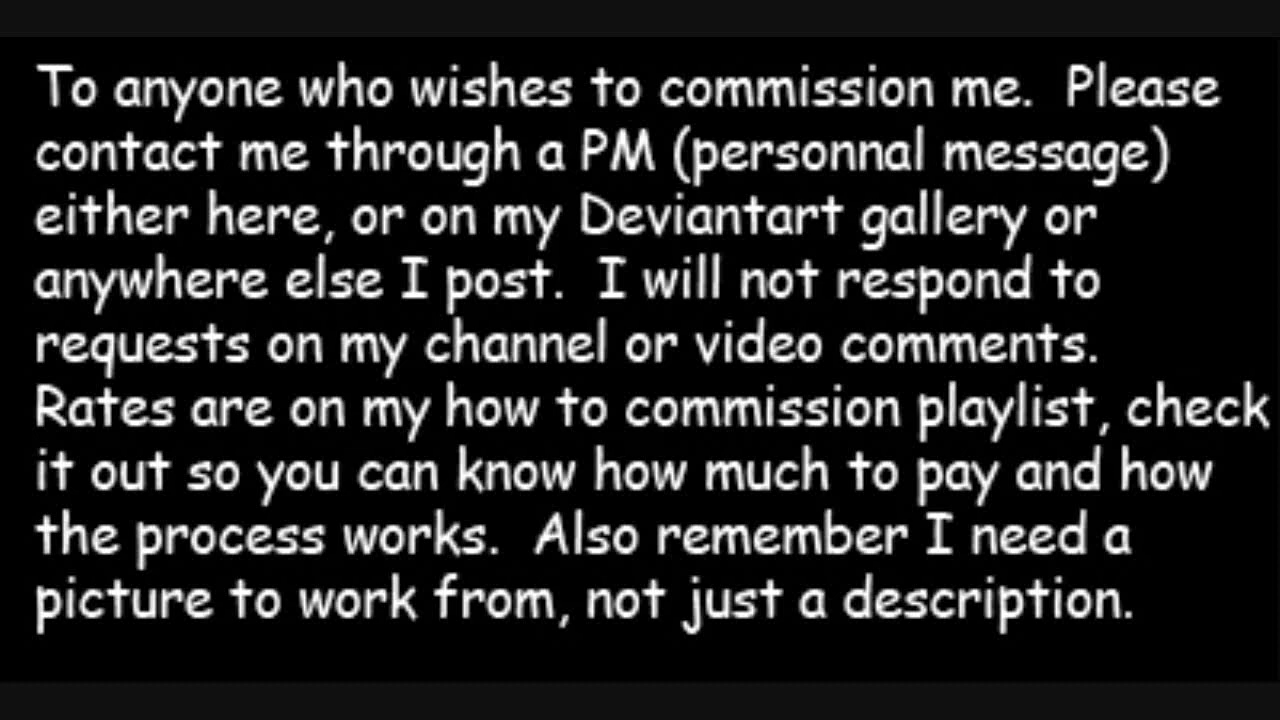 To anyone who wishes to commission me.  Please
contact me through a PM (personnal message)
either here, or on my Deviantart gallery or
anywhere else I post.  I will not respond to
requests on my channel or video comments.
Rates are on my how to commission playlist, check
it out so you can know how much to pay and how
the process works.  Also remember I need a
picture to work from, not just a description.